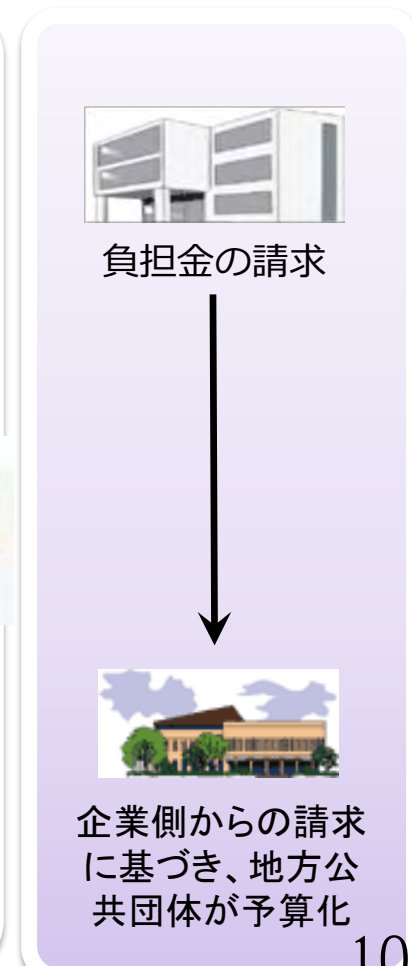 負担金の請求
企業側からの請求
に基づき、地方公
共団体が予算化
10